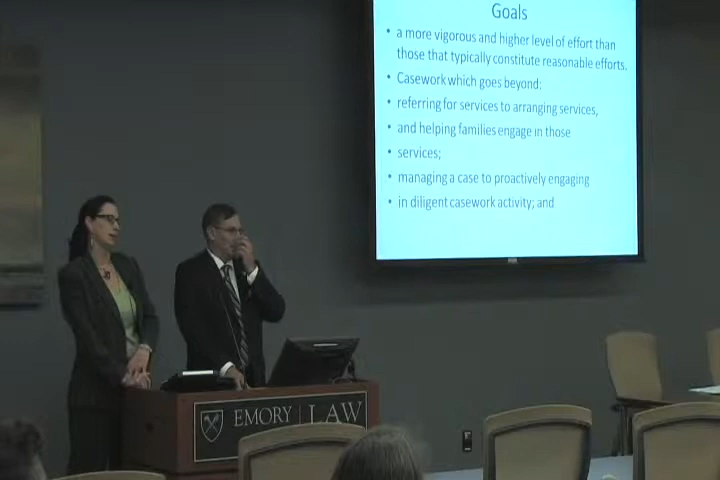 Goals
• a more vigorous and higher level of effort than
those that typically constitute reasonable efforts.
• Casework which goes beyond:
• referring for services to arranging services,
• and helping families engage in those
• services;
• managing a case to proactively engaging
• in diligent casework activity; and
EMORY | LAW